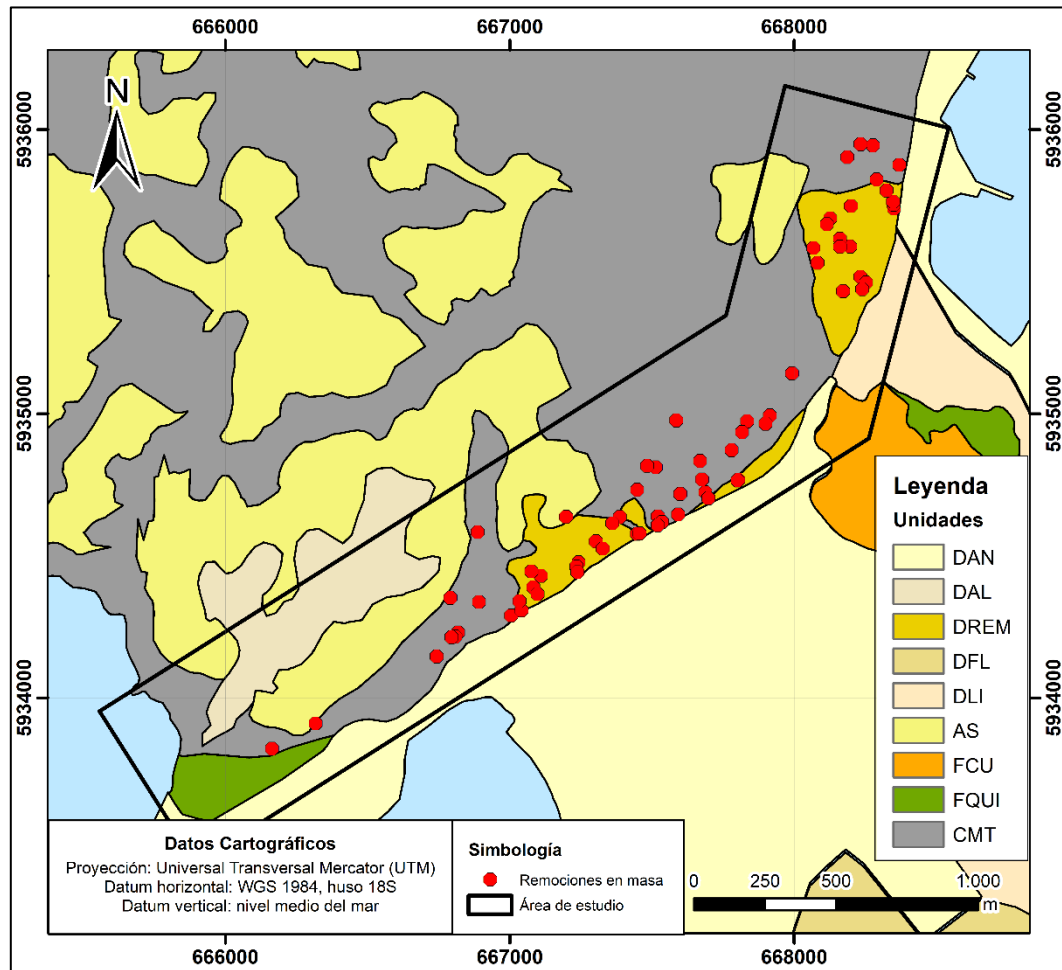 666000 667000 668000
N
5936000 5936000
5935000 5935000
5934000 5934000
Leyenda
Unidades
DAN
DAL
DREM
DFL
DLI
AS
FCU
FQUI
CMT
Datos Cartográficos
Proyección: Universal Transversal Mercator (UTM)
Datum horizontal: WGS 1984, huso 18S
Datum vertical: nivel medio del mar
Simbología
Remociones en masa
Área de estudio
0 250 500 1.000
m
666000 667000 668000